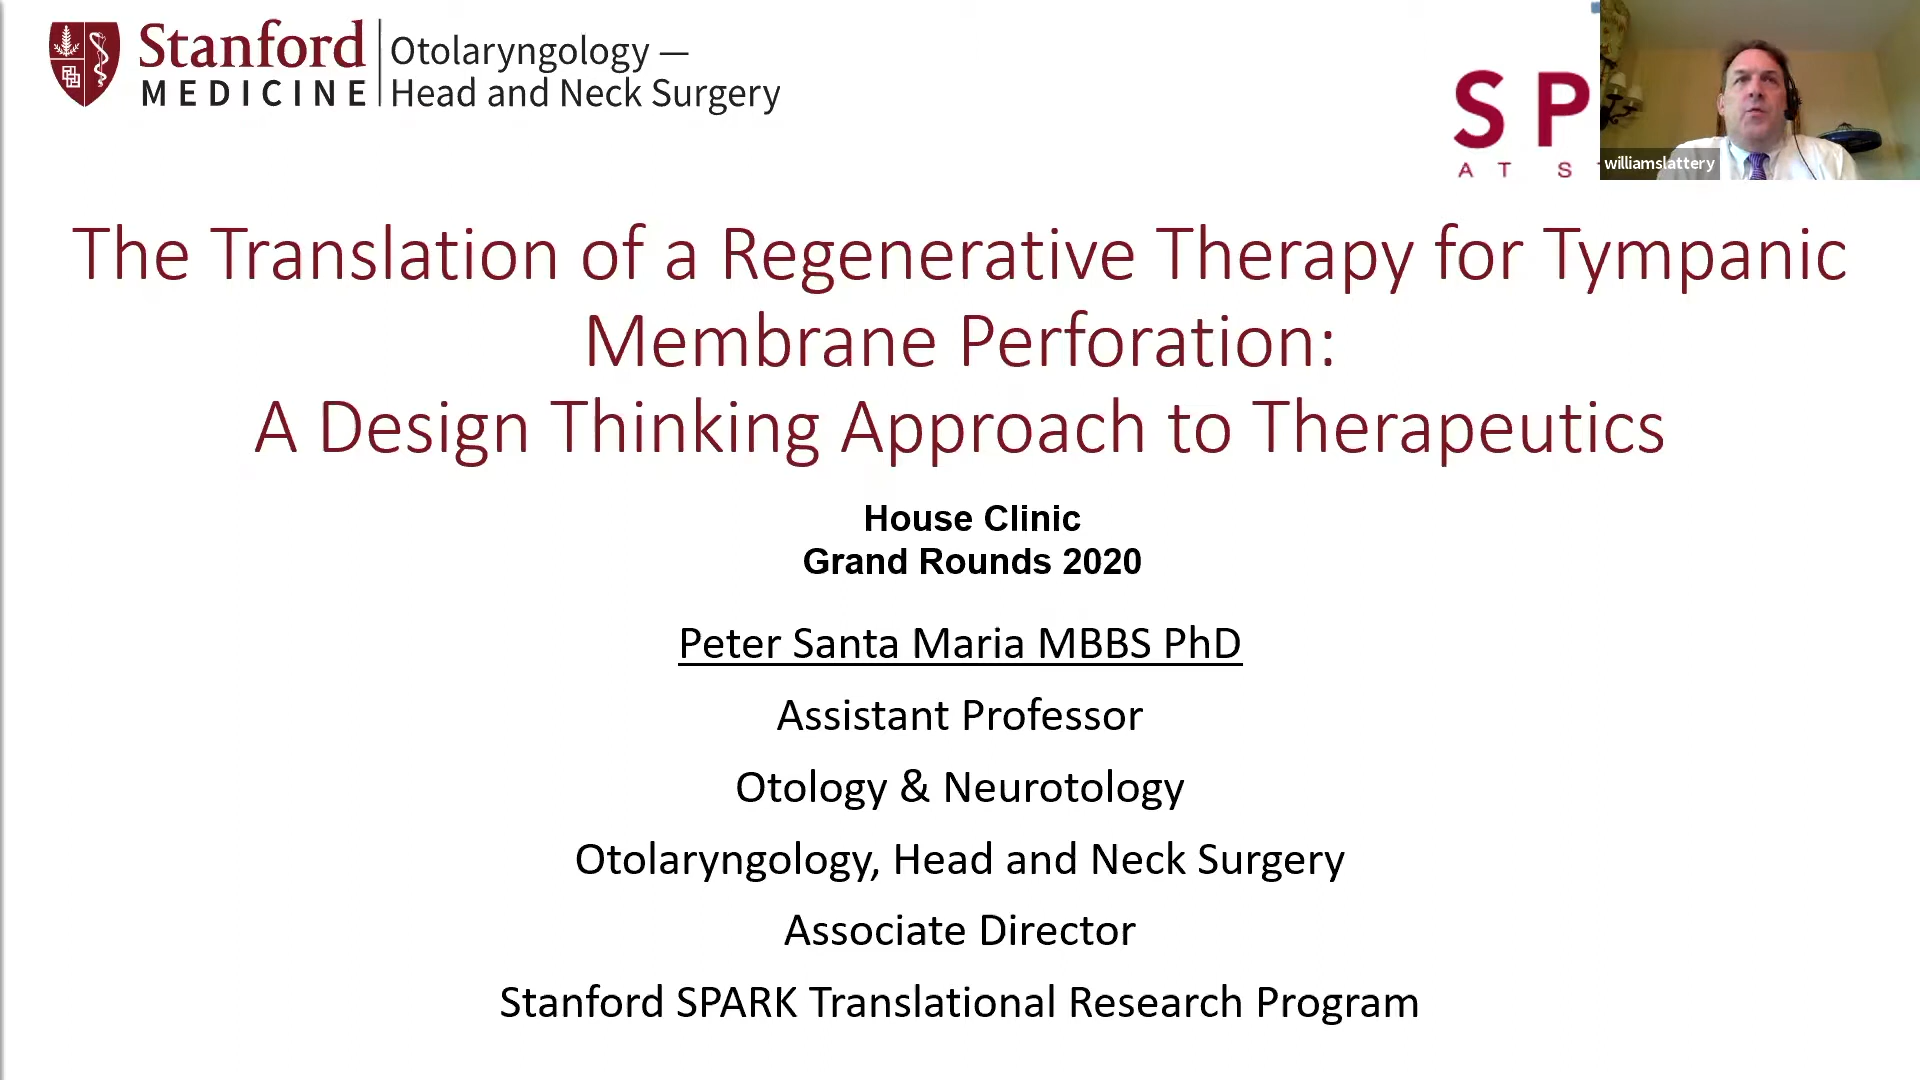 Stanford
MEDICINE
Otolaryngology —
Head and Neck Surgery
SP
AT S
williamslattery
The Translation of a Regenerative Therapy for Tympanic
Membrane Perforation:
A Design Thinking Approach to Therapeutics
House Clinic
Grand Rounds 2020
Peter Santa Maria MBBS PhD
Assistant Professor
Otology & Neurotology
Otolaryngology, Head and Neck Surgery
Associate Director
Stanford SPARK Translational Research Program